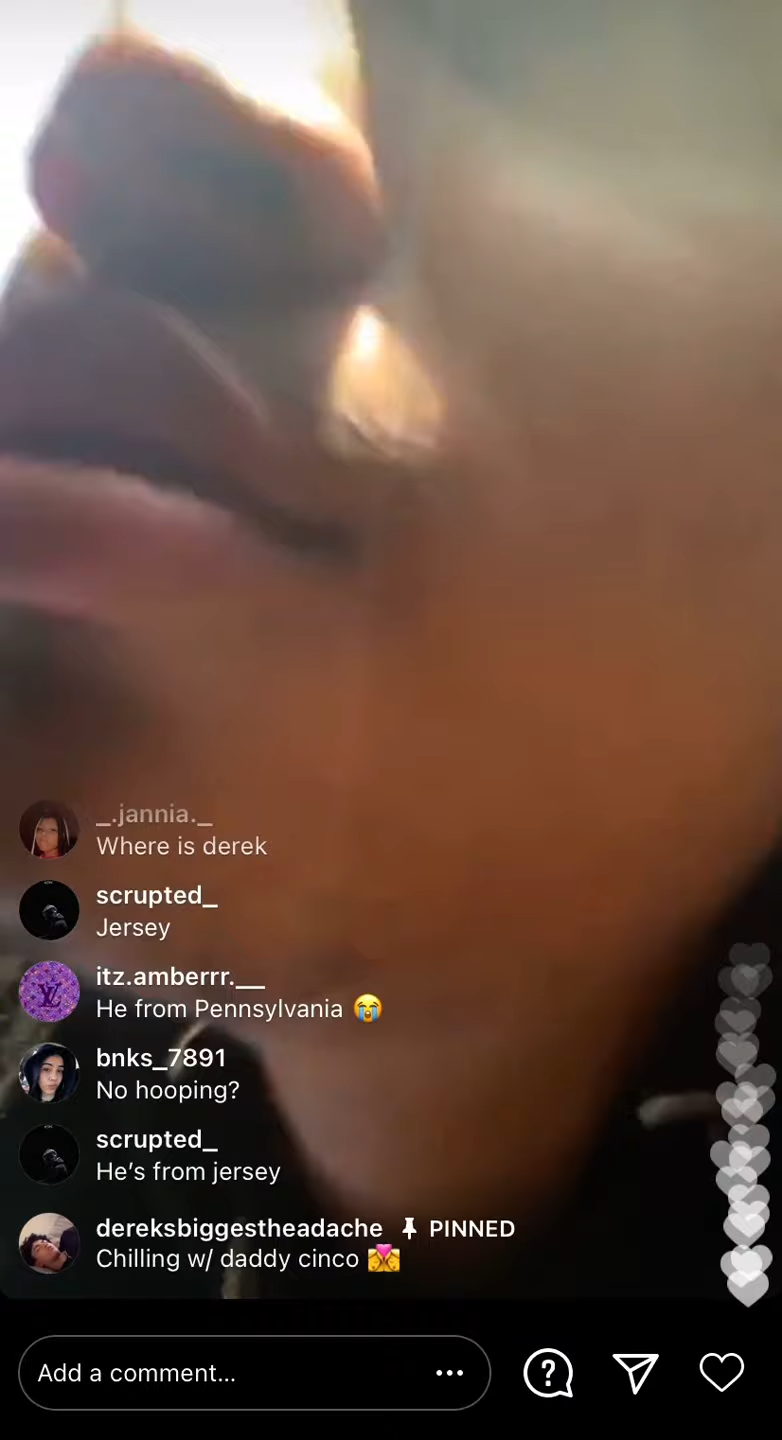 _.jannia._
Where is derek
scrupted_
Jersey
itz.amberrr.__
He from Pennsylvania 😭
bnks_7891
No hooping?
scrupted_
He’s from jersey
dereksbiggestheadache PINNED
Chilling w/ daddy cinco 💏
Add a comment...